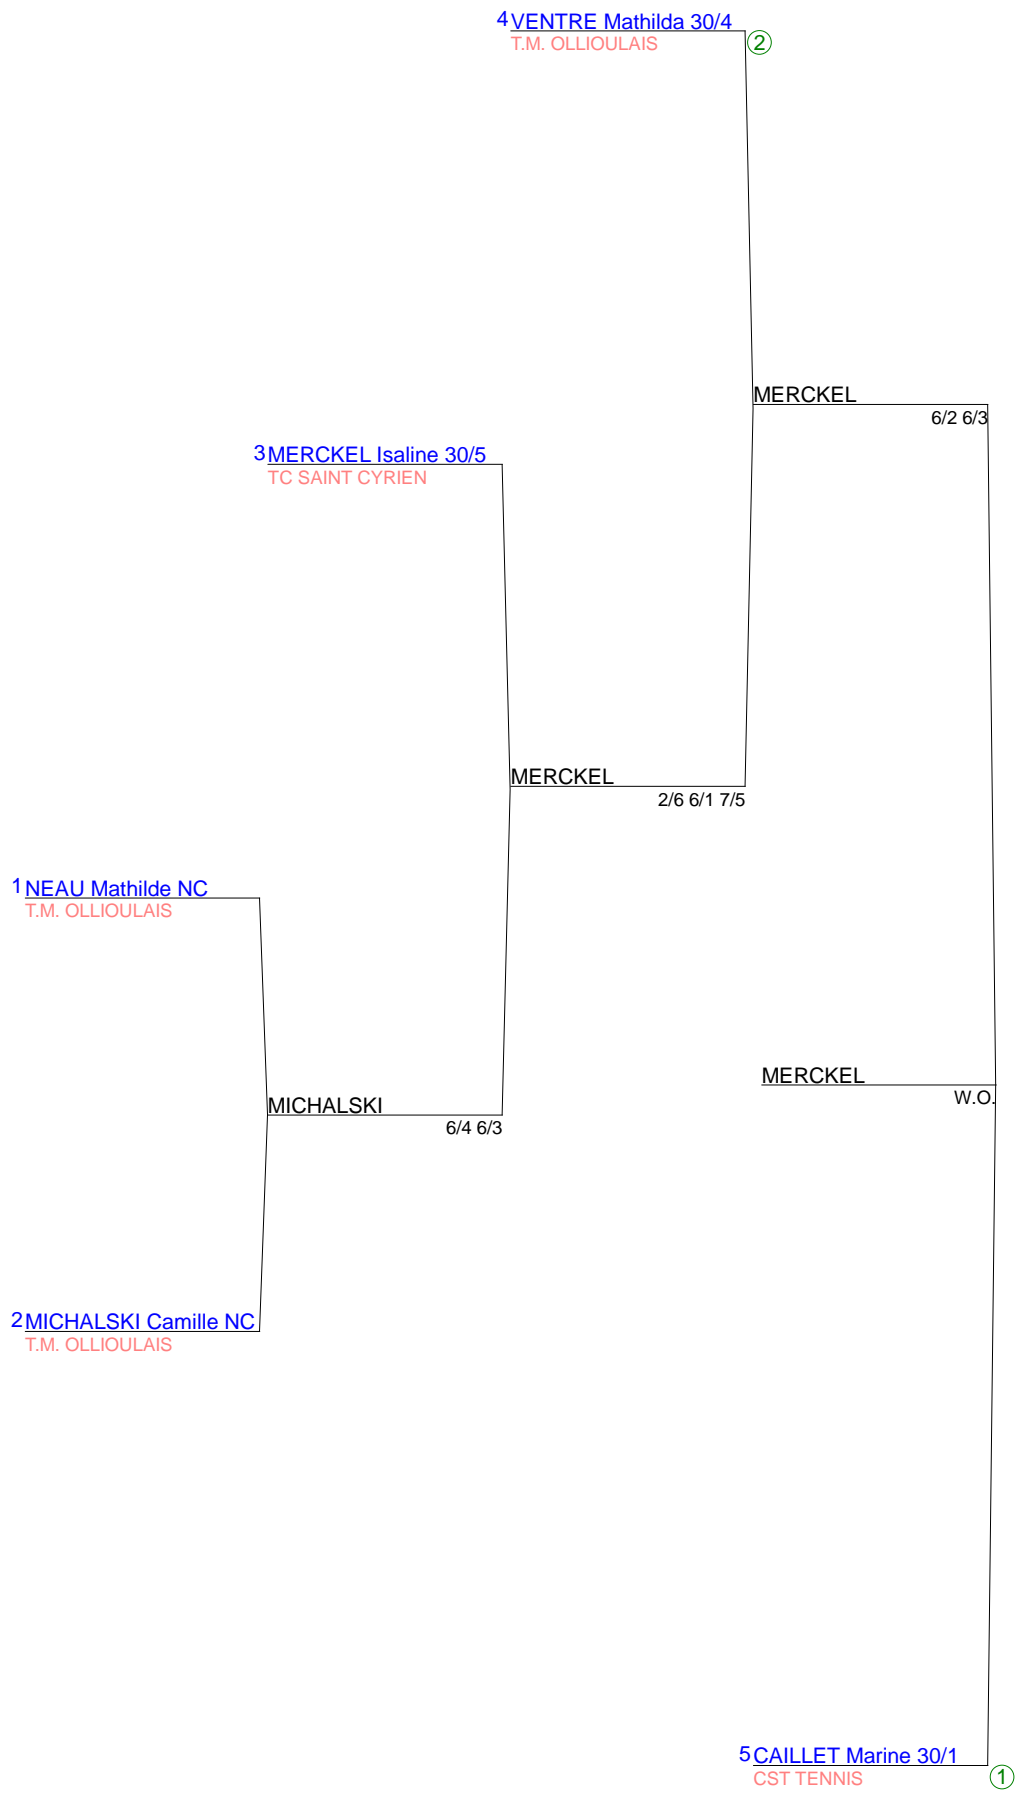 4 VENTRE Mathilda 30/4
T.M. OLLIOULAIS
2
MERCKEL
6/2 6/3
3 MERCKEL Isaline 30/5
TC SAINT CYRIEN
MERCKEL
2/6 6/1 7/5
1 NEAU Mathilde NC
T.M. OLLIOULAIS
MERCKEL
W.O.
MICHALSKI
6/4 6/3
2 MICHALSKI Camille NC
T.M. OLLIOULAIS
5 CAILLET Marine 30/1
CST TENNIS
1